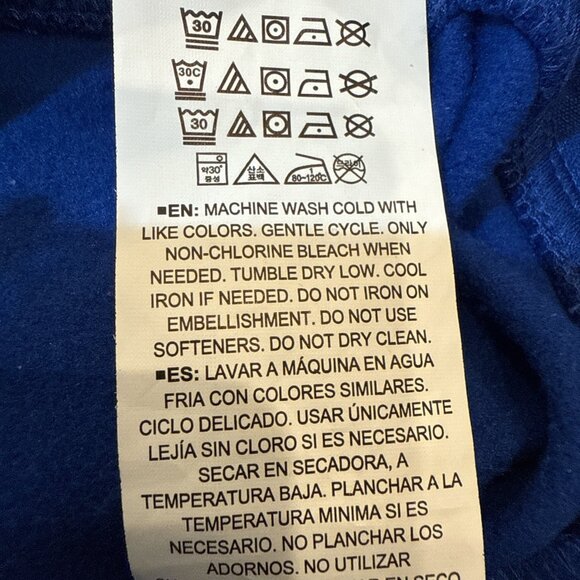 30
30C
30
약30° 중성 산소 표백 80~120°C 드라이
■EN: MACHINE WASH COLD WITH
LIKE COLORS. GENTLE CYCLE. ONLY
NON-CHLORINE BLEACH WHEN
NEEDED. TUMBLE DRY LOW. COOL
IRON IF NEEDED. DO NOT IRON ON
EMBELLISHMENT. DO NOT USE
SOFTENERS. DO NOT DRY CLEAN.
■ES: LAVAR A MÁQUINA EN AGUA
FRIA CON COLORES SIMILARES.
CICLO DELICADO. USAR ÚNICAMENTE
LEJÍA SIN CLORO SI ES NECESARIO.
SECAR EN SECADORA, A
TEMPERATURA BAJA. PLANCHAR A LA
TEMPERATURA MINIMA SI ES
NECESARIO. NO PLANCHAR LOS
ADORNOS. NO UTILIZAR
EN SECO